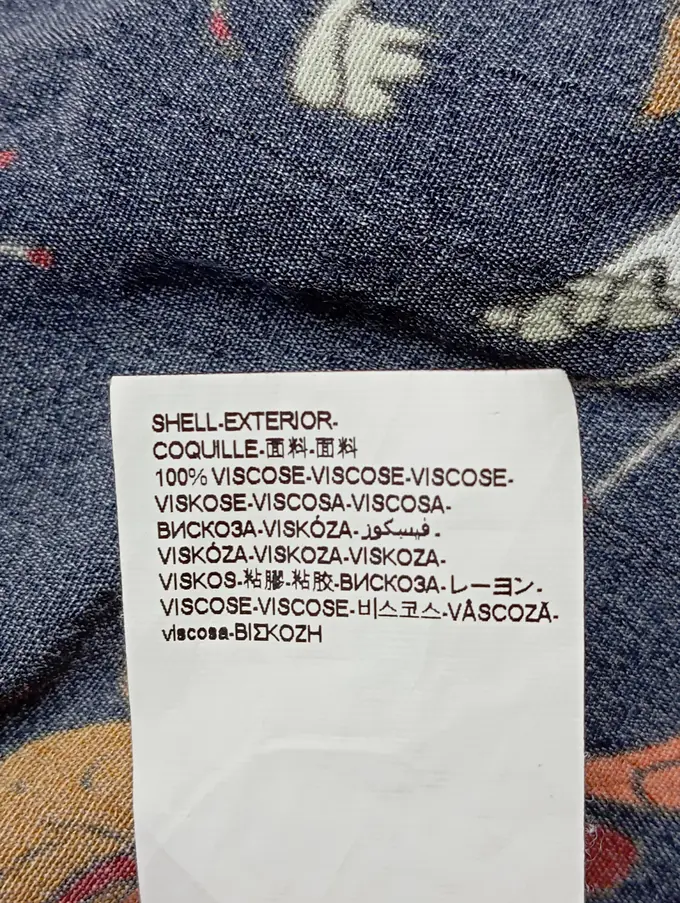 SHELL-EXTERIOR-
COQUILLE-面料-面料
100% VISCOSE-VISCOSE-VISCOSE-
VISKOSE-VISCOSA-VISCOSA-
ВИСКОЗА-VISKÓZA-فيسكوز-
VISKÓZA-VISKOZA-VISKOZA-
VISKOS-粘膠-粘胶-ВИСКОЗА-レーヨン-
VISCOSE-VISCOSE-비스코스-VÂSCOZĂ-
viscosa-ΒΙΣΚΟΖΗ